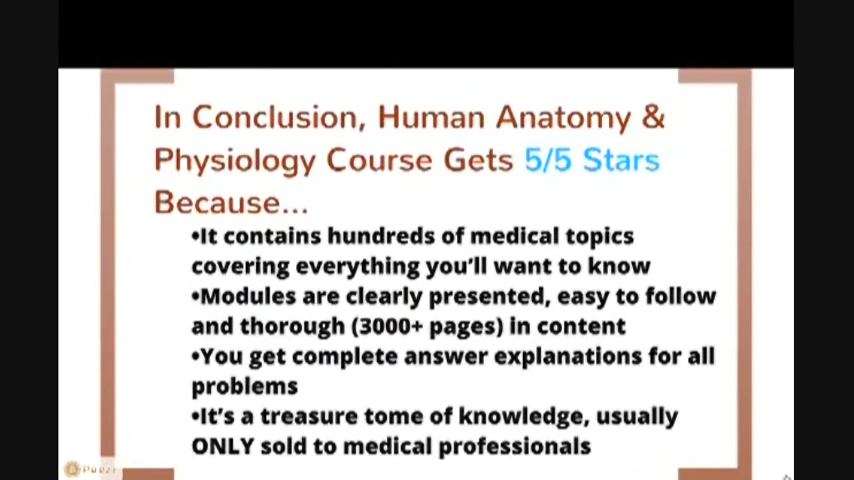 In Conclusion, Human Anatomy &
Physiology Course Gets 5/5 Stars
Because...
•It contains hundreds of medical topics
covering everything you'll want to know
•Modules are clearly presented, easy to follow
and thorough (3000+ pages) in content
•You get complete answer explanations for all
problems
•It's a treasure tome of knowledge, usually
ONLY sold to medical professionals